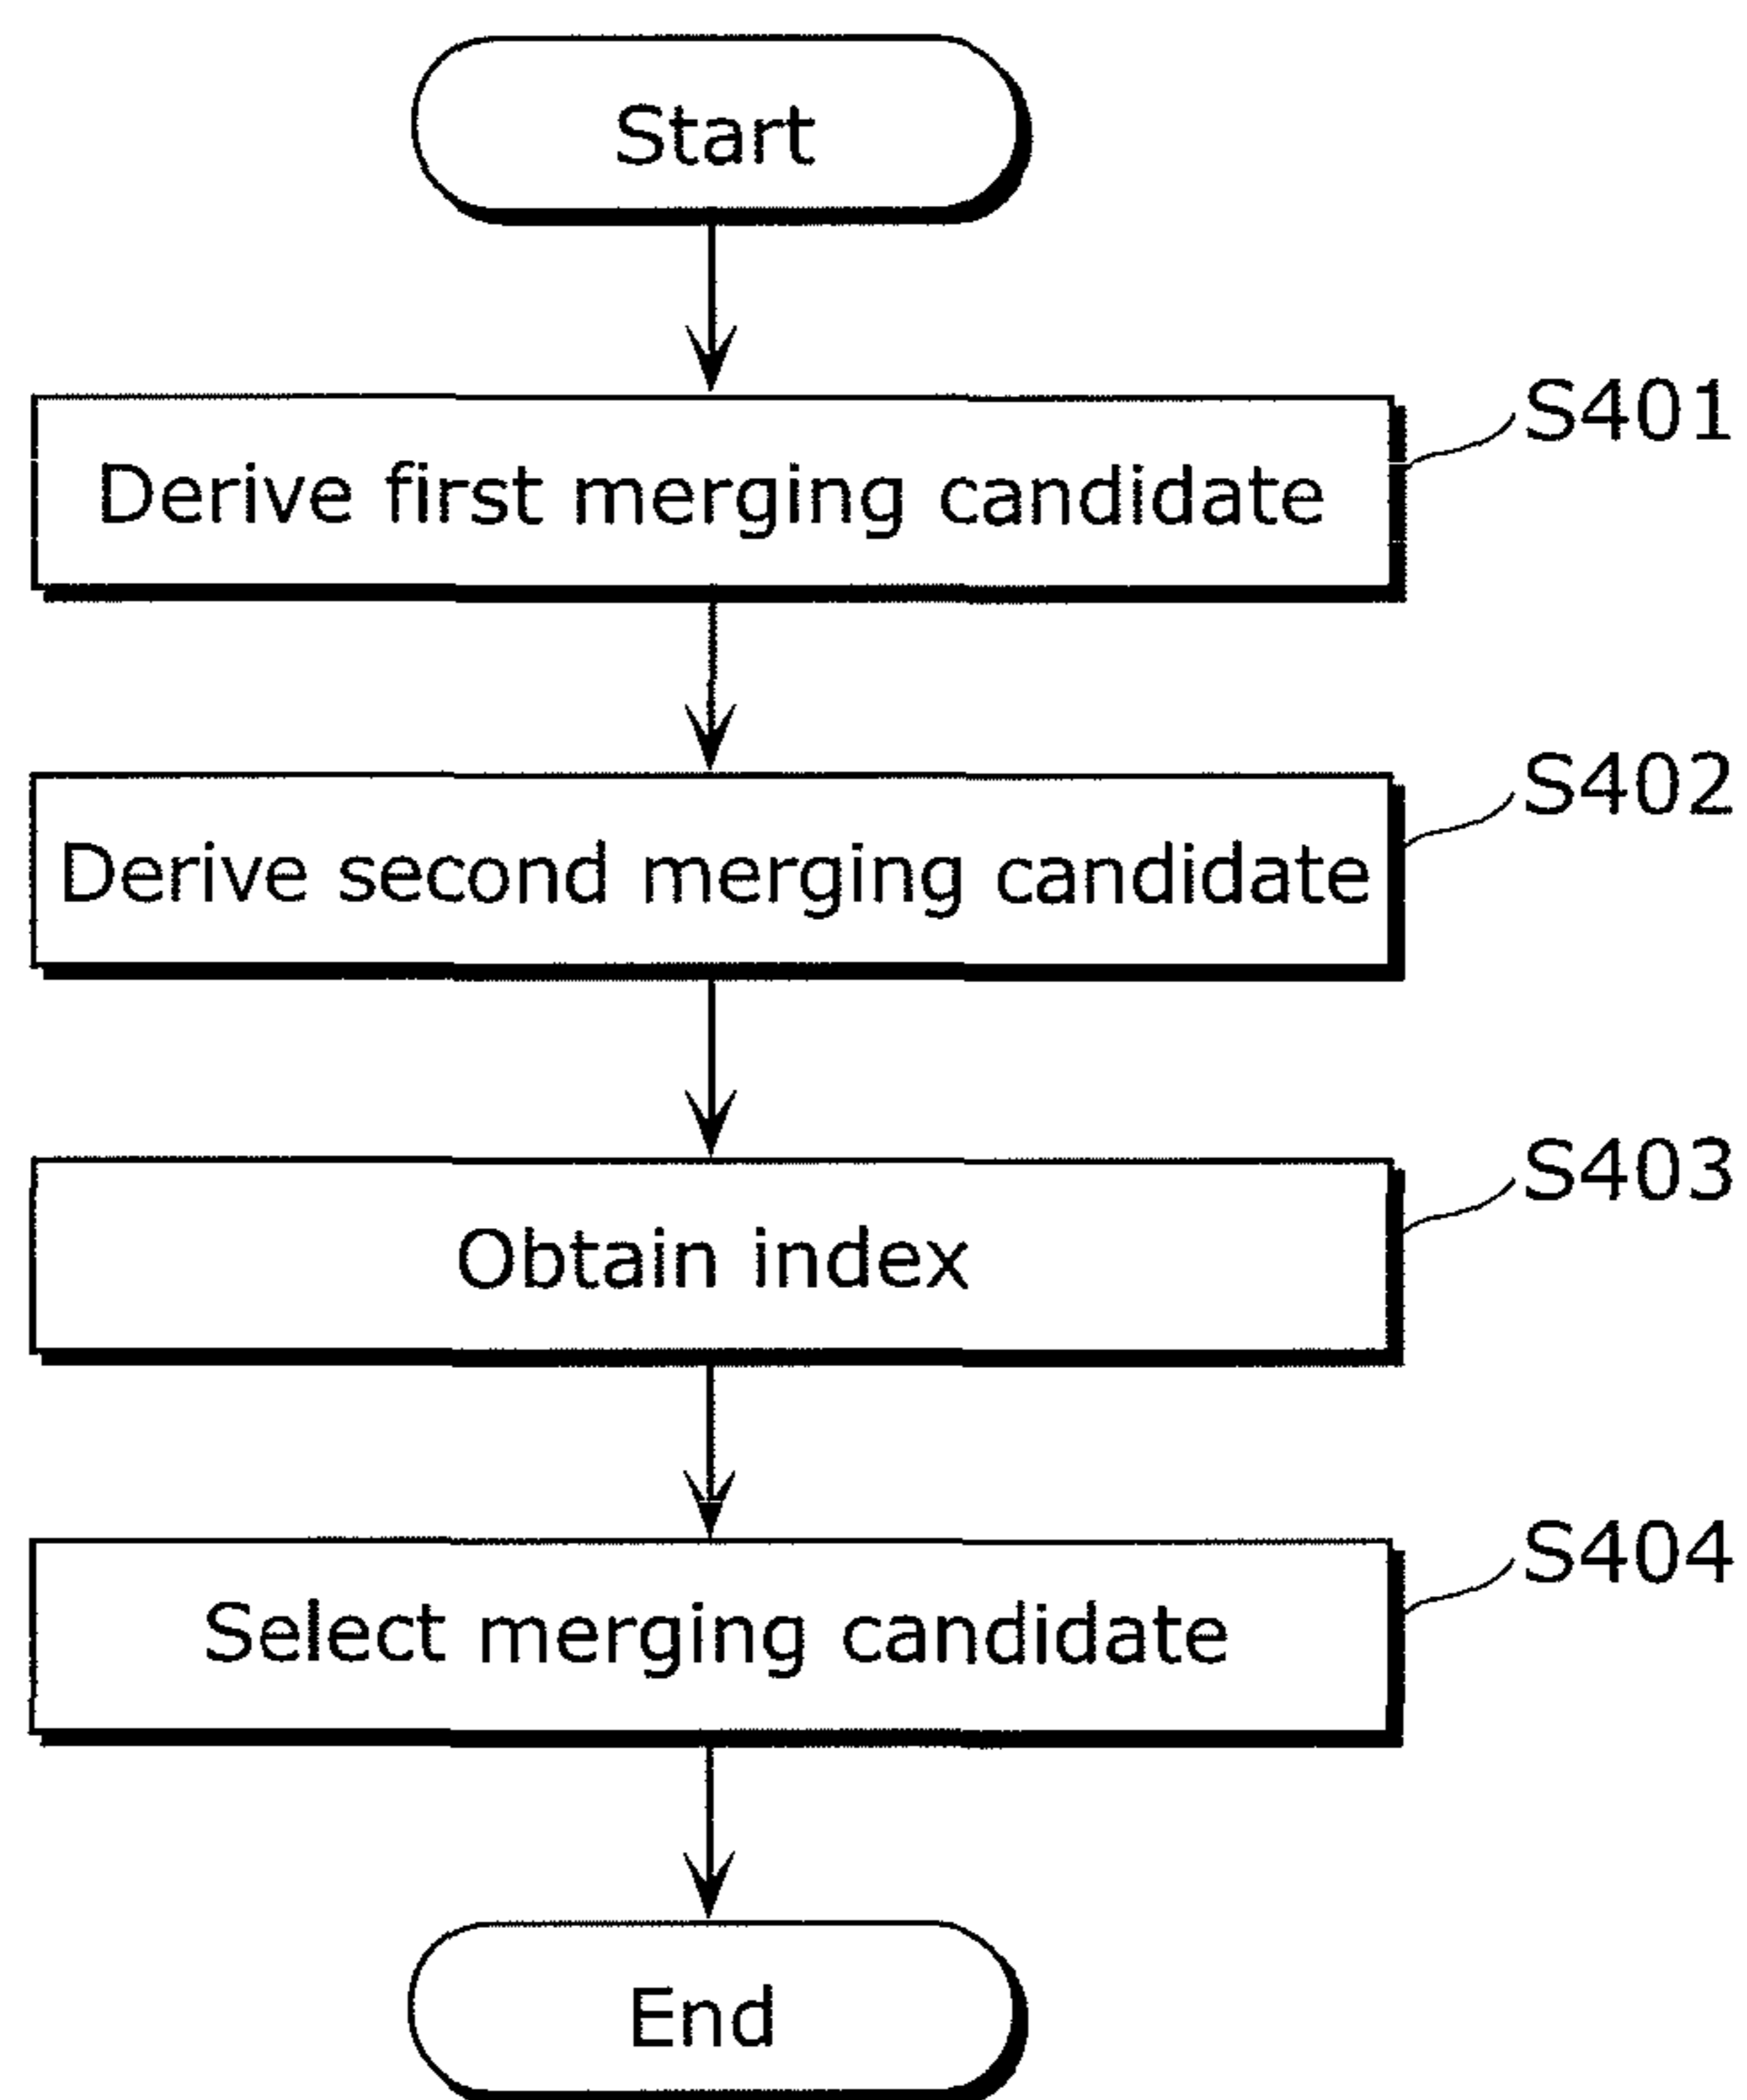 Start
Derive first merging candidate
S401
Derive second merging candidate
S402
Obtain index
S403
Select merging candidate
S404
End